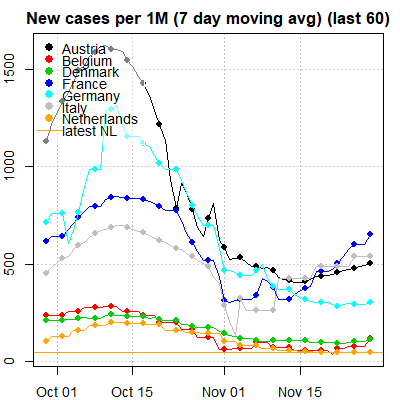 New cases per 1M (7 day moving avg) (last 60)
Austria
Belgium
Denmark
France
Germany
Italy
Netherlands
latest NL
1500
1000
500
0
Oct 01
Oct 15
Nov 01
Nov 15